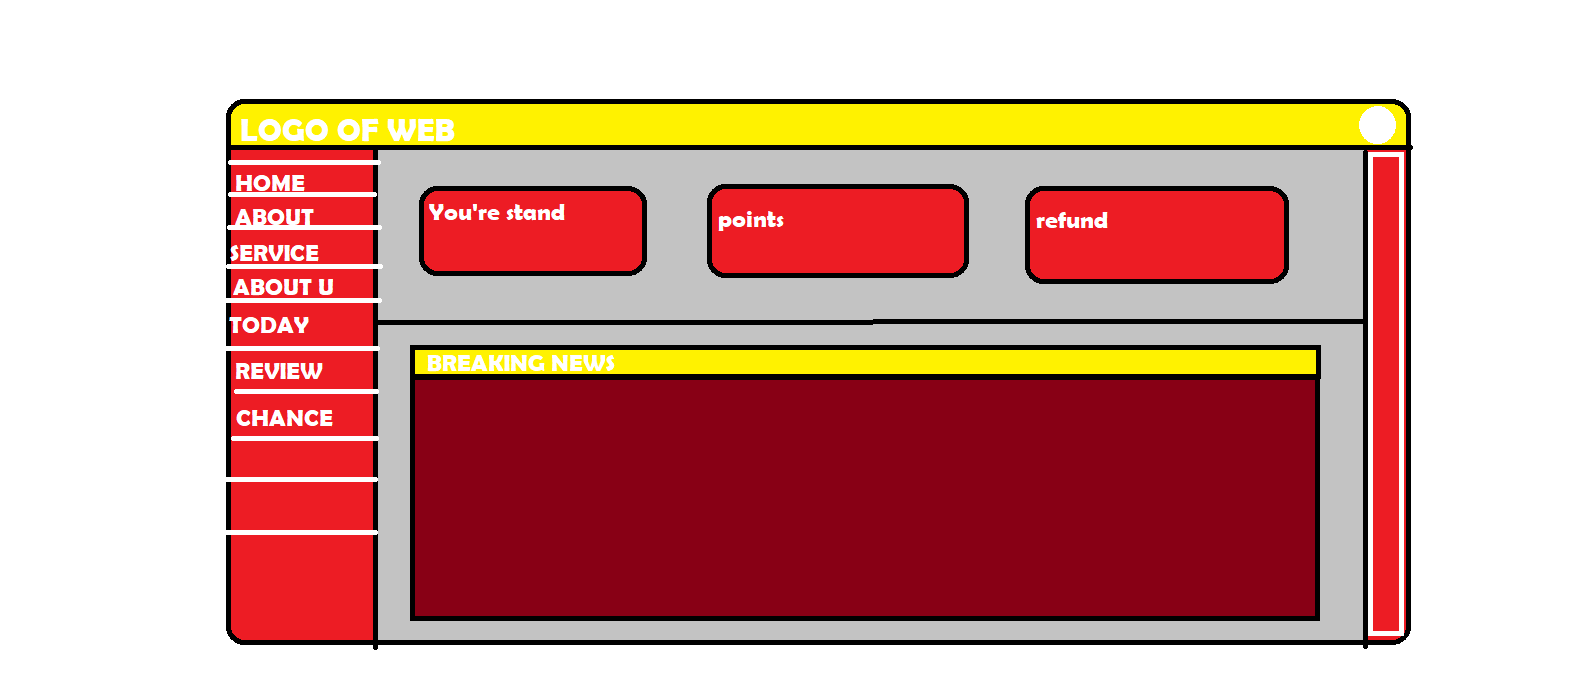 LOGO OF WEB
HOME
ABOUT
SERVICE
ABOUT U
TODAY
REVIEW
CHANCE
You're stand
points
refund
BREAKING NEWS